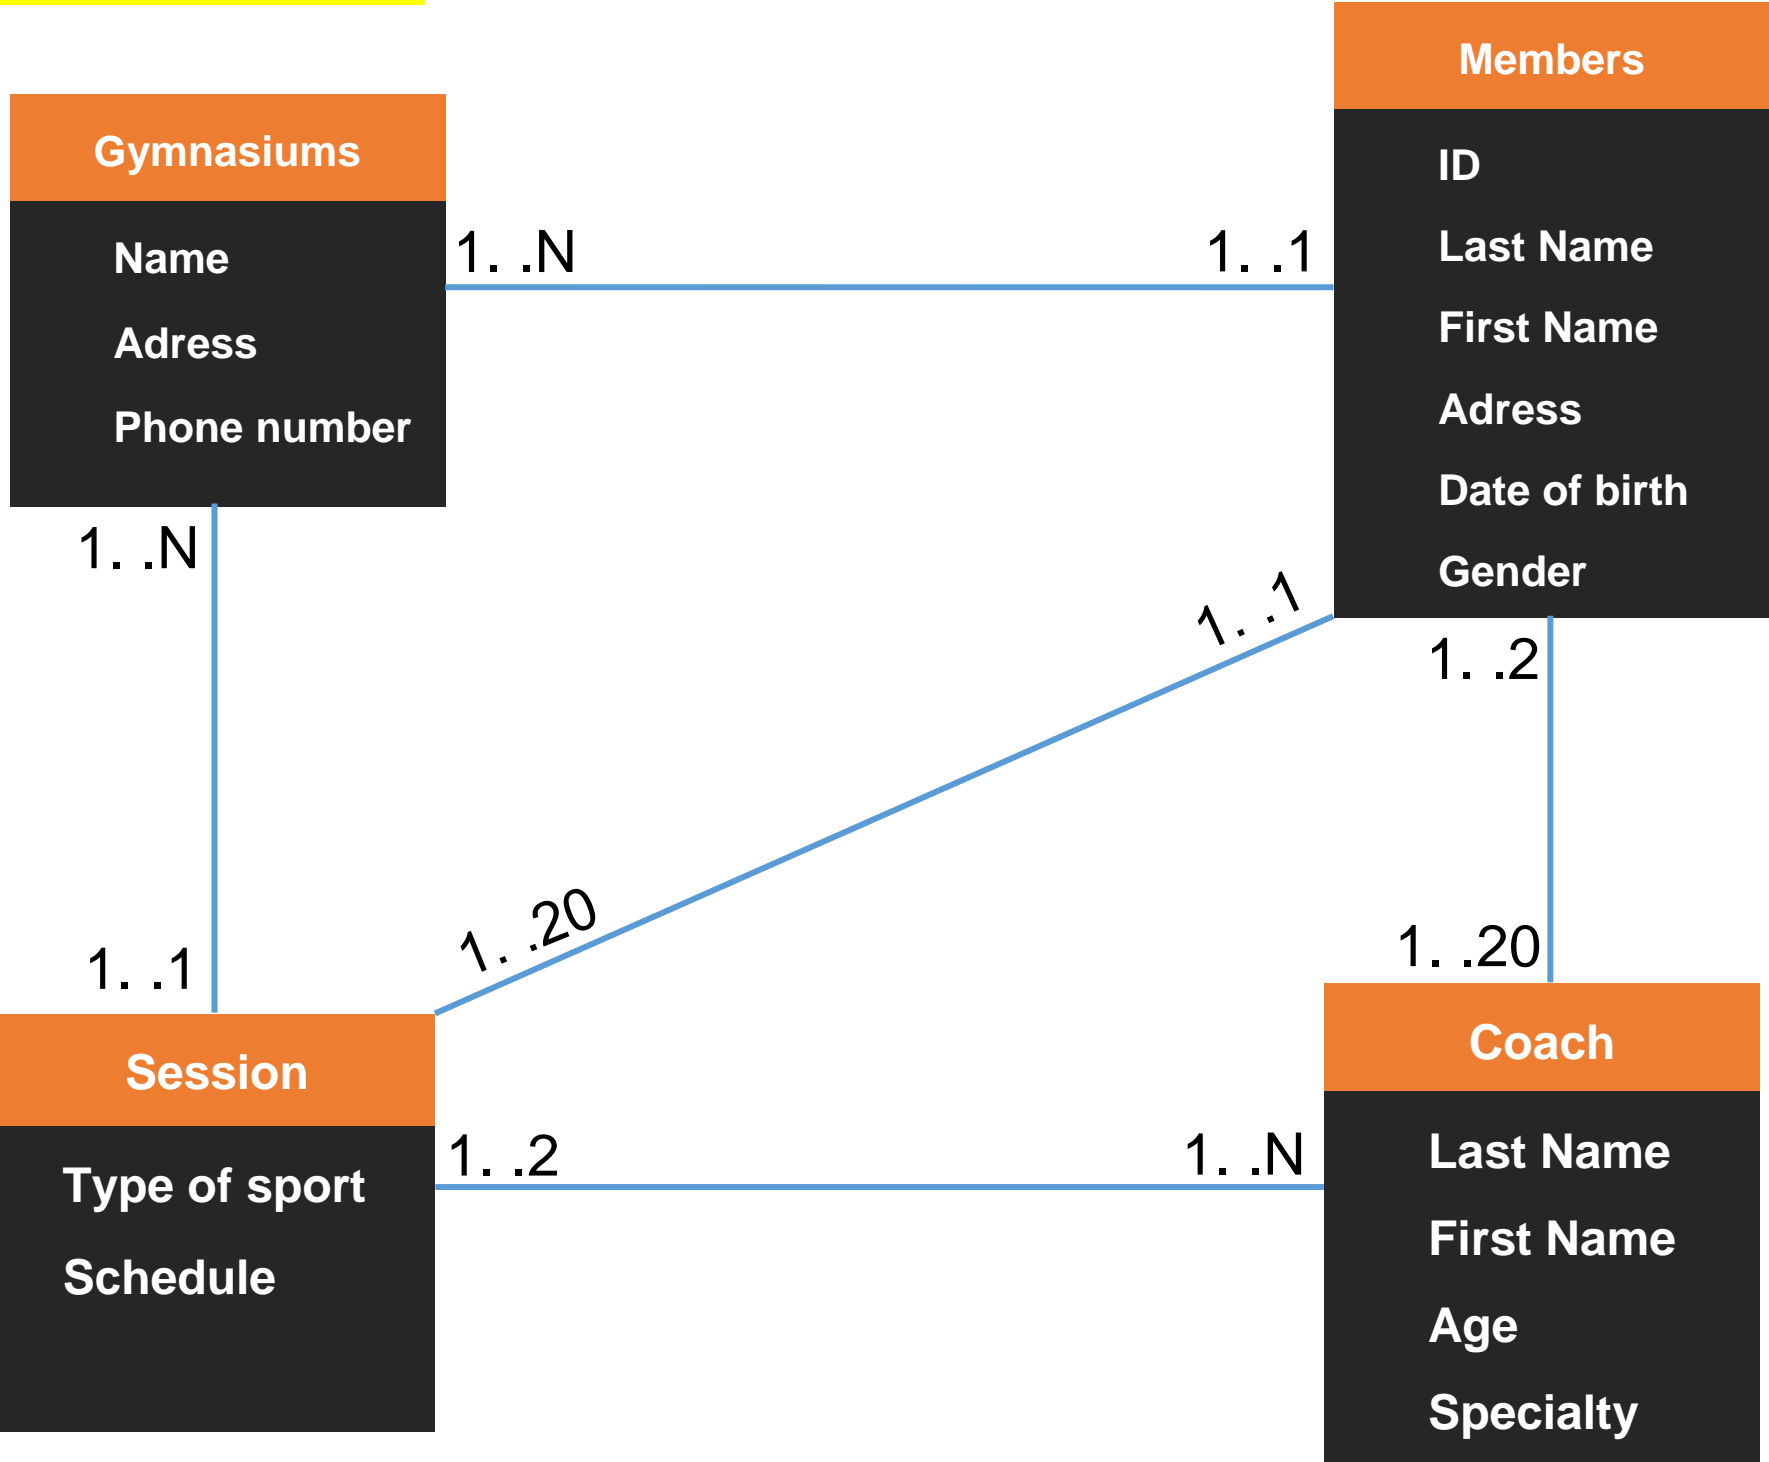 Gymnasiums
Name
Adress
Phone number
Members
ID
Last Name
First Name
Adress
Date of birth
Gender
1. .N
1. .1
1. .N
1. .1
1. .1
1. .20
1. .2
1. .20
Session
Type of sport
Schedule
1. .2
1. .N
Coach
Last Name
First Name
Age
Specialty